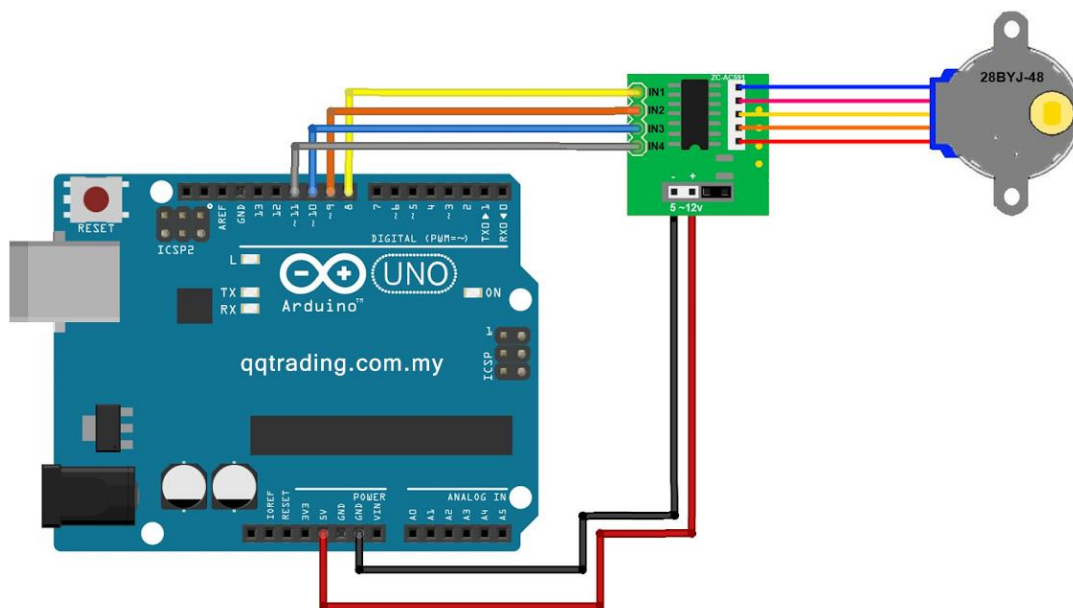 28BYJ-48
ZC-A0591
IN1
IN2
IN3
IN4
- +
5 ~12v
RESET
ICSP2
AREF
GND
13
12
~11
~10
~9
8
7
~6
~5
4
~3
2
TX0▶1
RX0◀0
DIGITAL (PWM=~)
L
TX
RX
UNO
ON
Arduino™
1
ICSP
qqtrading.com.my
POWER
ANALOG IN
IOREF
RESET
3V3
5V
GND
GND
VIN
A0
A1
A2
A3
A4
A5